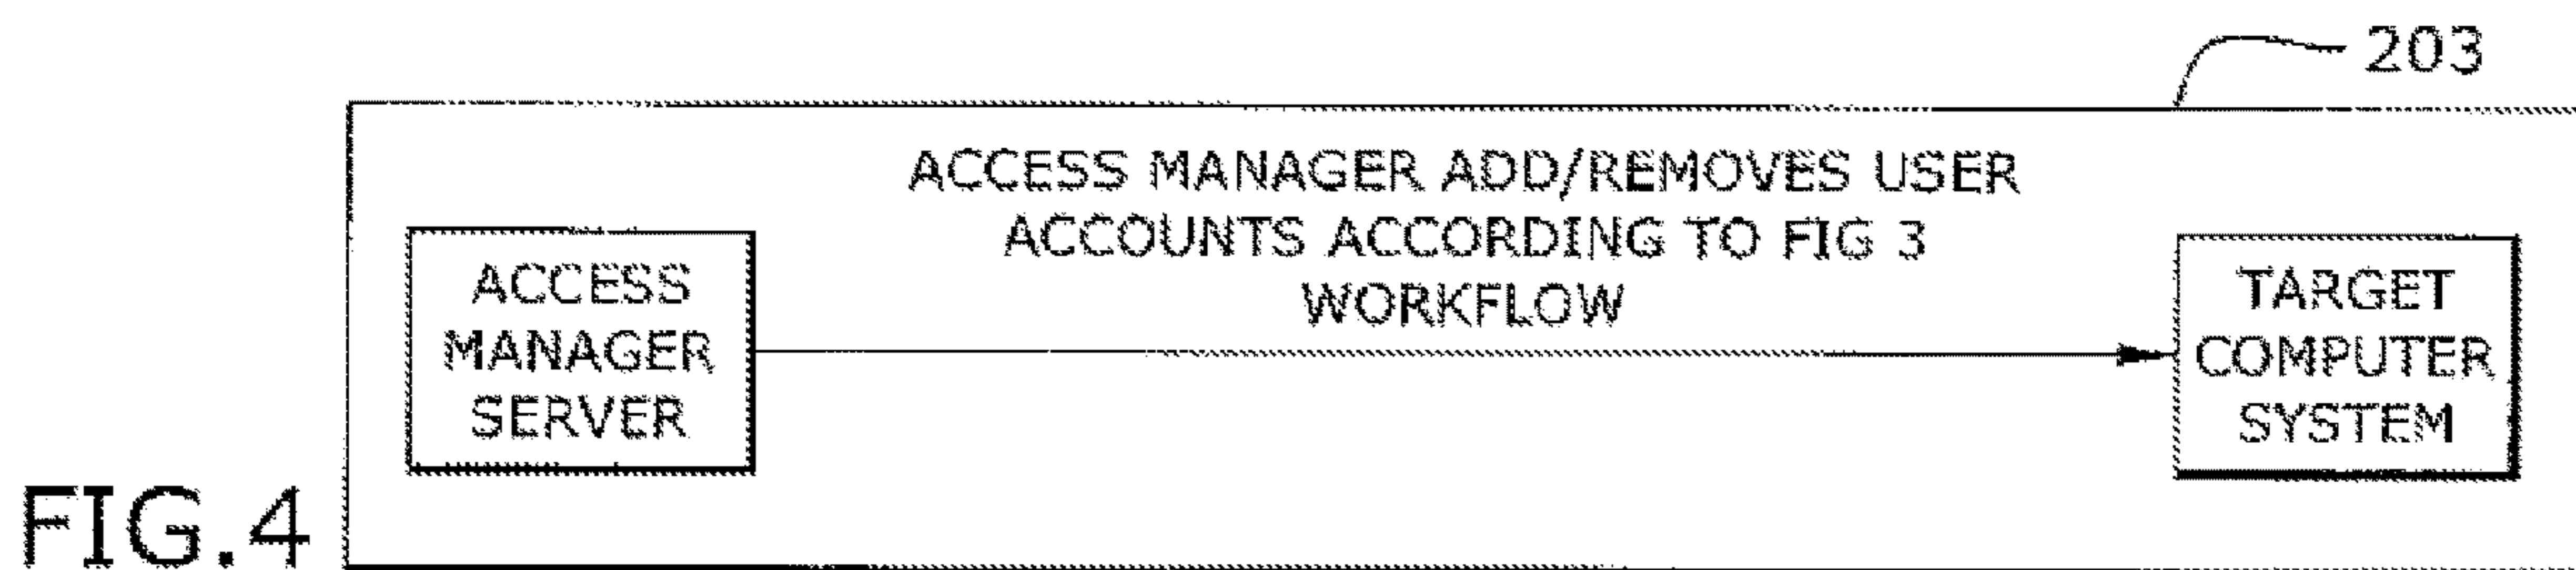 203
ACCESS MANAGER ADD/REMOVES USER
ACCOUNTS ACCORDING TO FIG 3
WORKFLOW
ACCESS
MANAGER
SERVER
TARGET
COMPUTER
SYSTEM
FIG.4